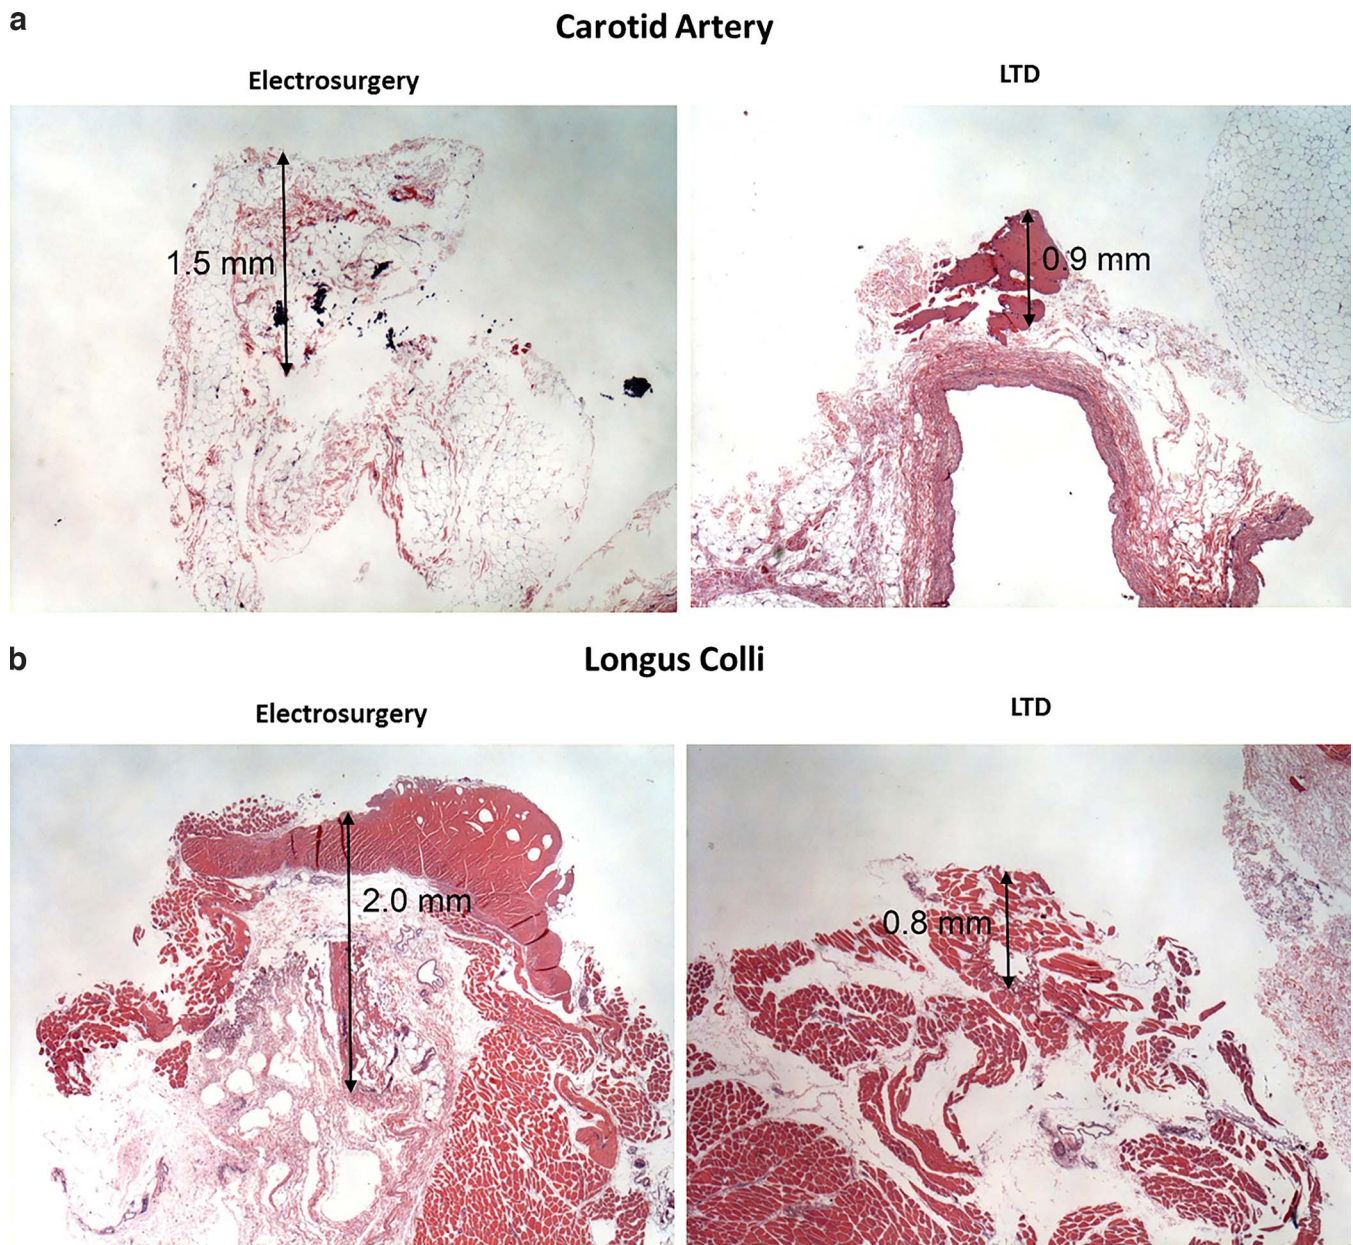 a
Carotid Artery
Electrosurgery
LTD
1.5 mm
0.9 mm
b
Longus Colli
Electrosurgery
LTD
2.0 mm
0.8 mm